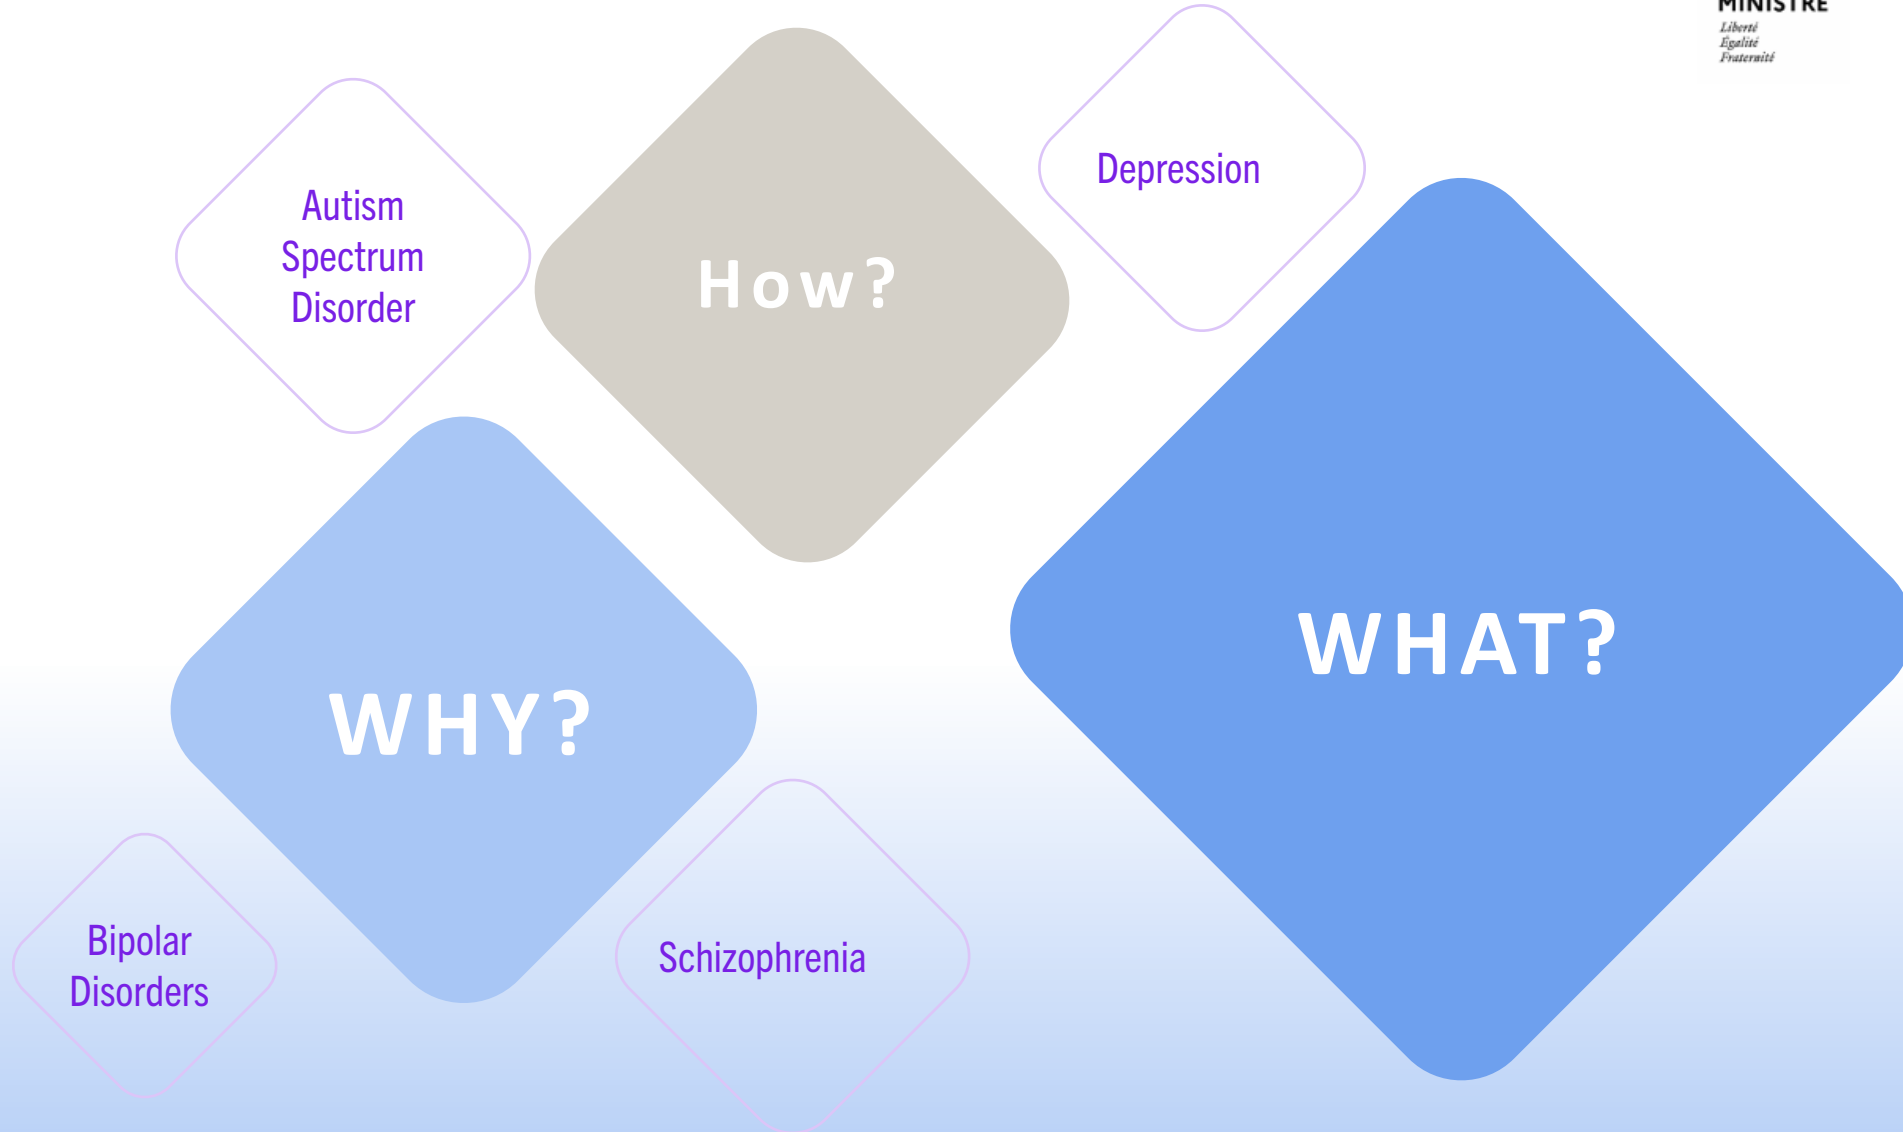 MINISTRE
Liberté
Égalité
Fraternité
Depression
Autism
Spectrum
Disorder
How?
WHAT?
WHY?
Bipolar
Disorders
Schizophrenia